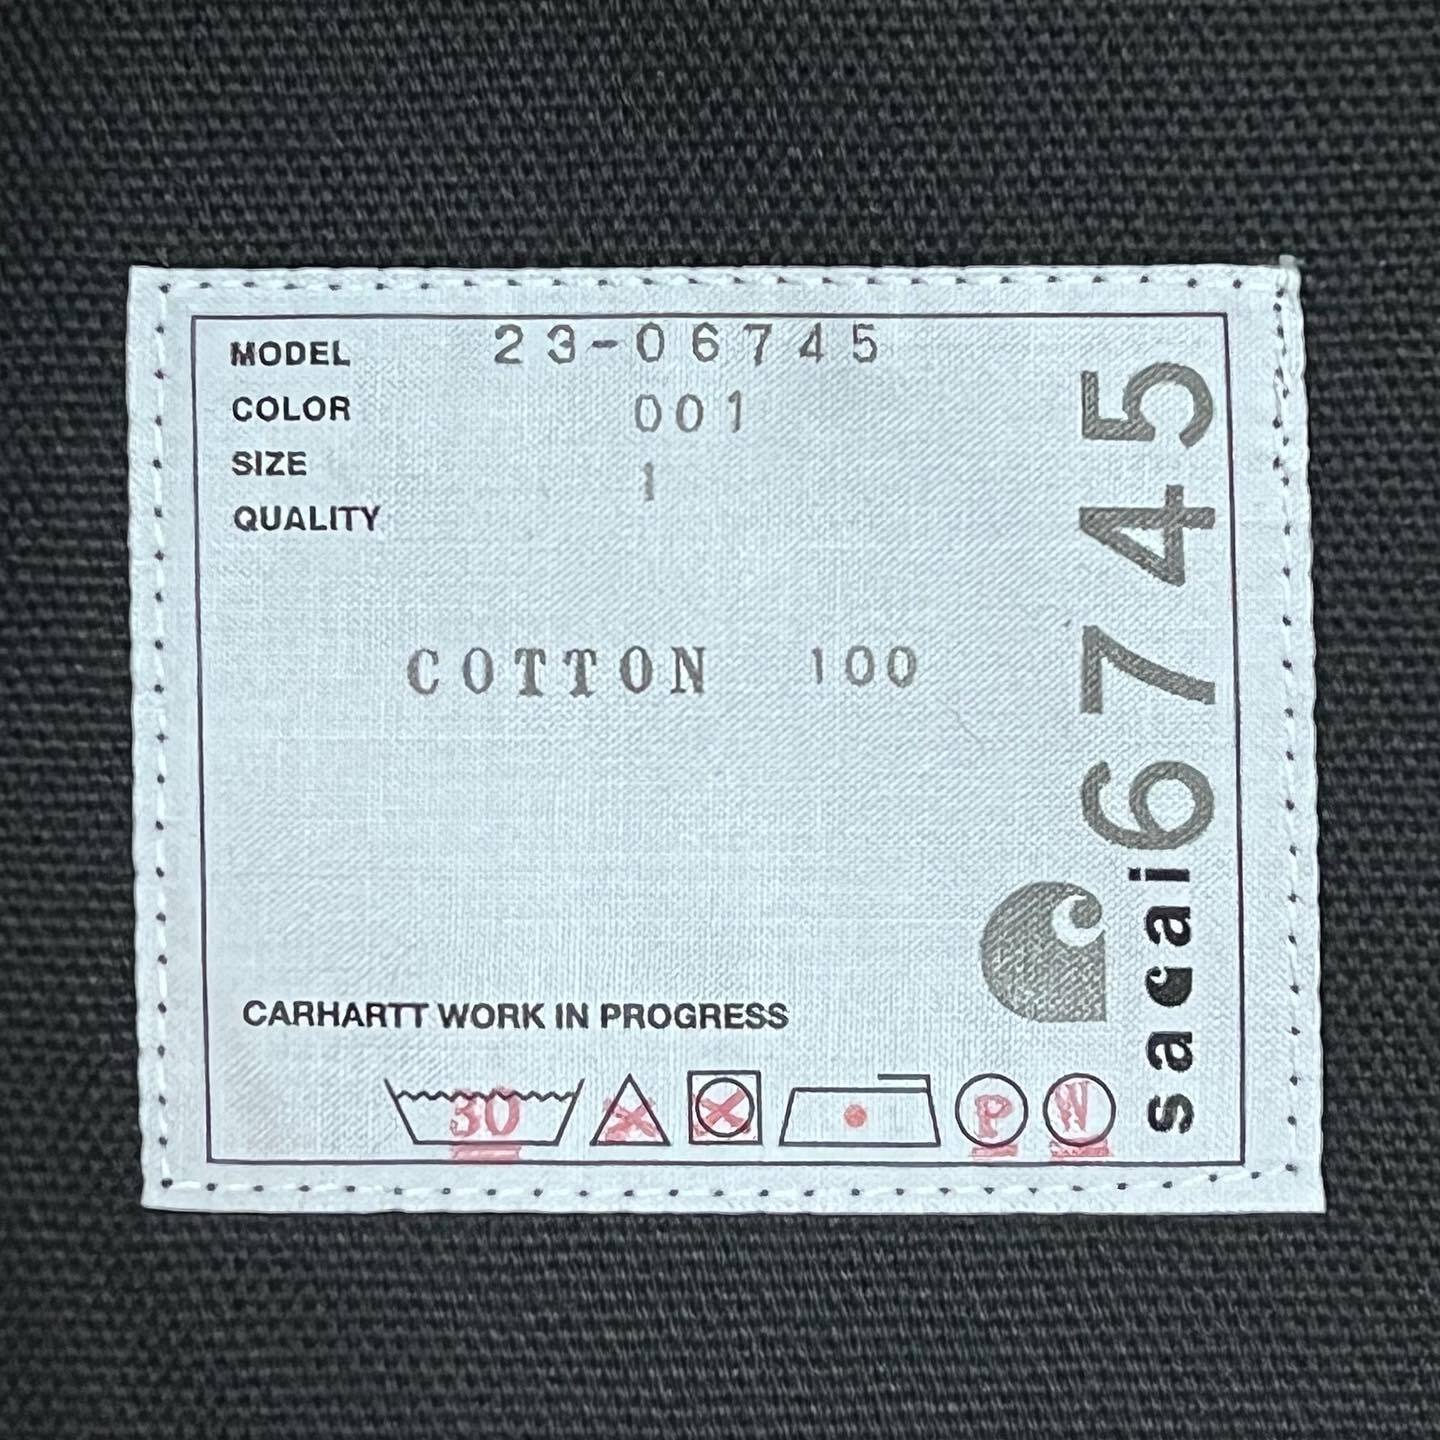 MODEL 23-06745
COLOR 001
SIZE 1
QUALITY
COTTON 100
CARHARTT WORK IN PROGRESS
30 P W
sacai 6745